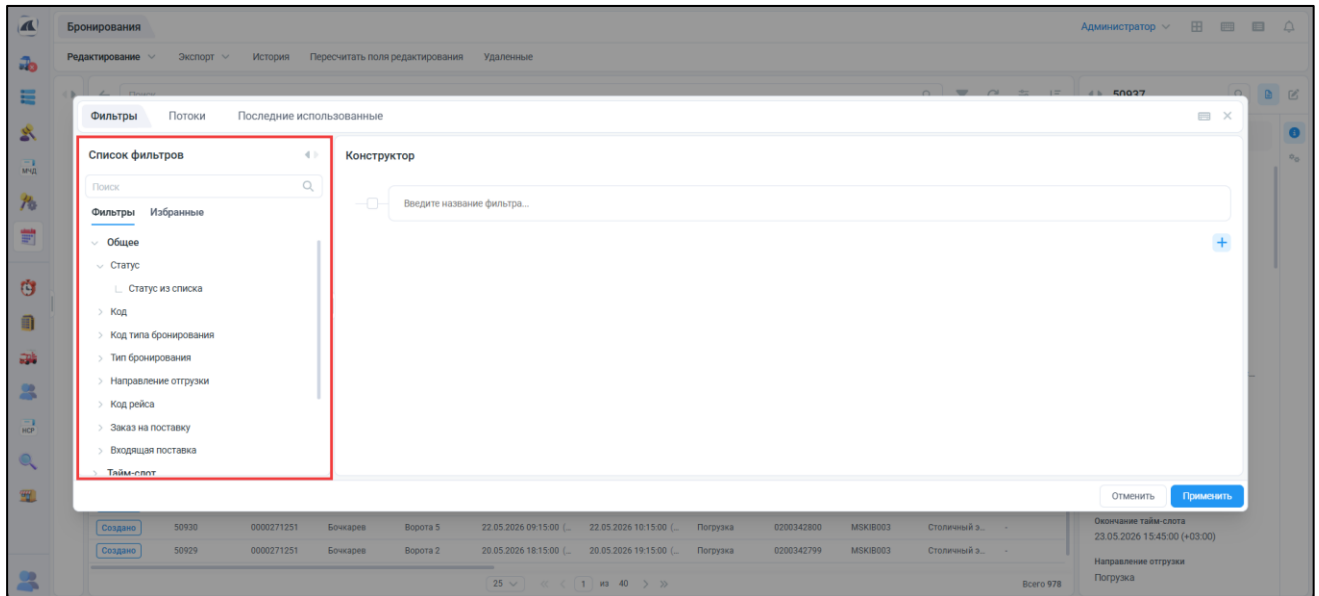 Бронирования
Администратор
Редактирование Экспорт История Пересчитать поля редактирования Удаленные
Поиск
50937
Фильтры Потоки Последние использованные
Список фильтров
Конструктор
Поиск
Введите название фильтра...
Фильтры Избранные
Общее
Статус
Статус из списка
Код
Код типа бронирования
Тип бронирования
Направление отгрузки
Код рейса
Заказ на поставку
Входящая поставка
Тайм-слот
МЧД
НСР
Отменить Применить
Создано 50930 0000271251 Бочкарев Ворота 5 22.05.2026 09:15:00 (... 22.05.2026 10:15:00 (... Погрузка 0200342800 MSKIB003 Столичный э... -
Создано 50929 0000271251 Бочкарев Ворота 2 20.05.2026 18:15:00 (... 20.05.2026 19:15:00 (... Погрузка 0200342799 MSKIB003 Столичный э... -
25 1 из 40 Всего 978
Окончание тайм-слота
23.05.2026 15:45:00 (+03:00)
Направление отгрузки
Погрузка